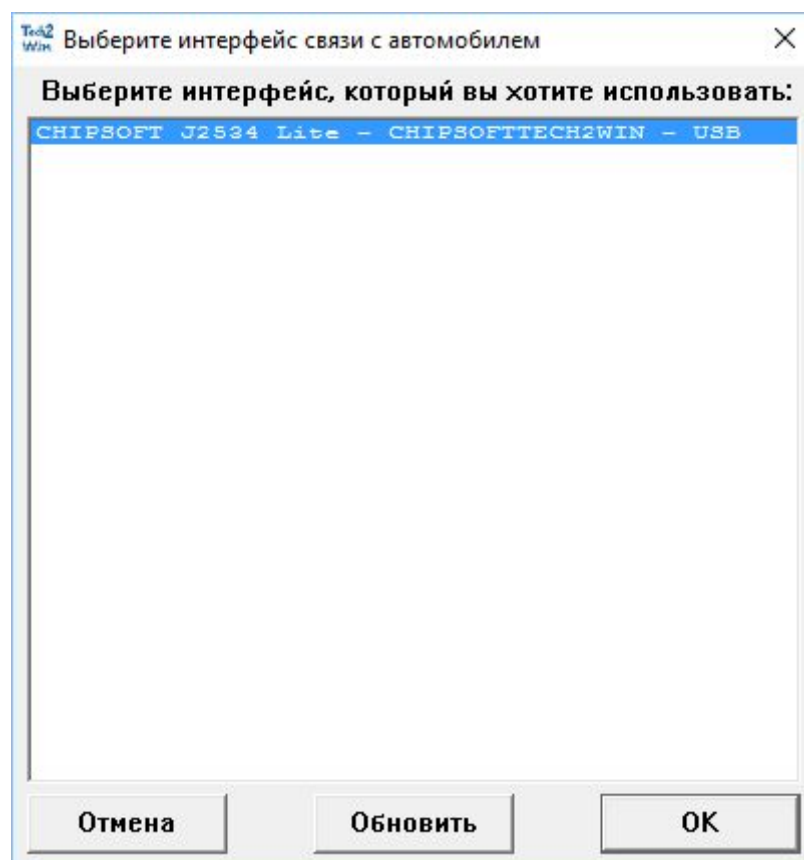 Tech2
Win Выберите интерфейс связи с автомобилем
Выберите интерфейс, который вы хотите использовать:
CHIPSOFT J2534 Lite - CHIPSOFTTECH2WIN - USB
Отмена Обновить OK